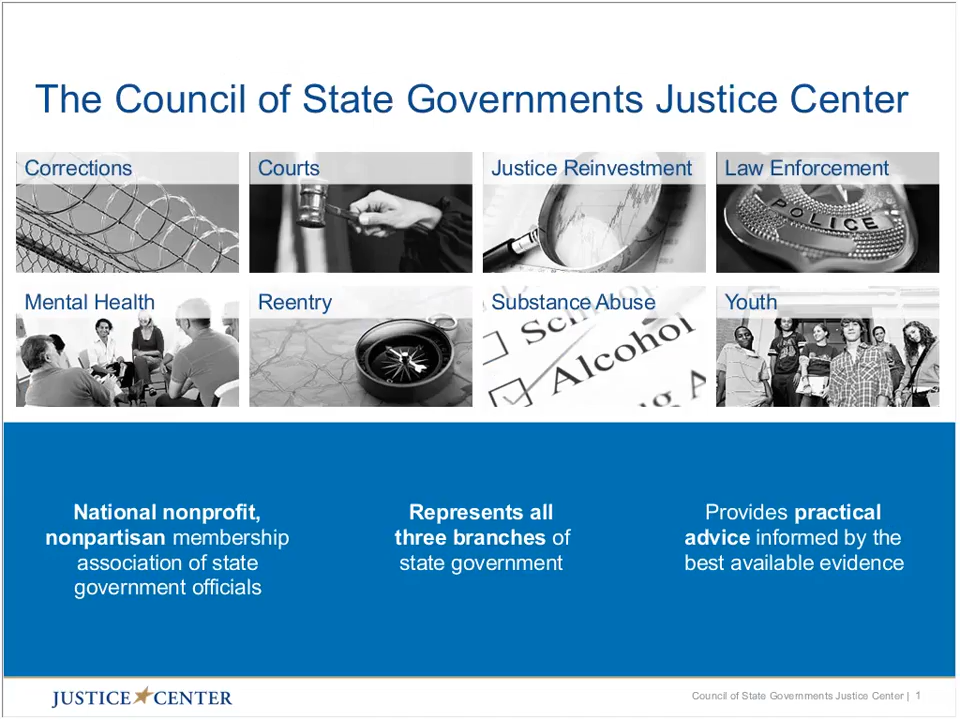 The Council of State Governments Justice Center
Corrections
Courts
Justice Reinvestment
Law Enforcement
POLICE
Mental Health
Reentry
Substance Abuse
Alcohol
Youth
National nonprofit,
nonpartisan membership
association of state
government officials
Represents all
three branches of
state government
Provides practical
advice informed by the
best available evidence
JUSTICE CENTER
Council of State Governments Justice Center | 1